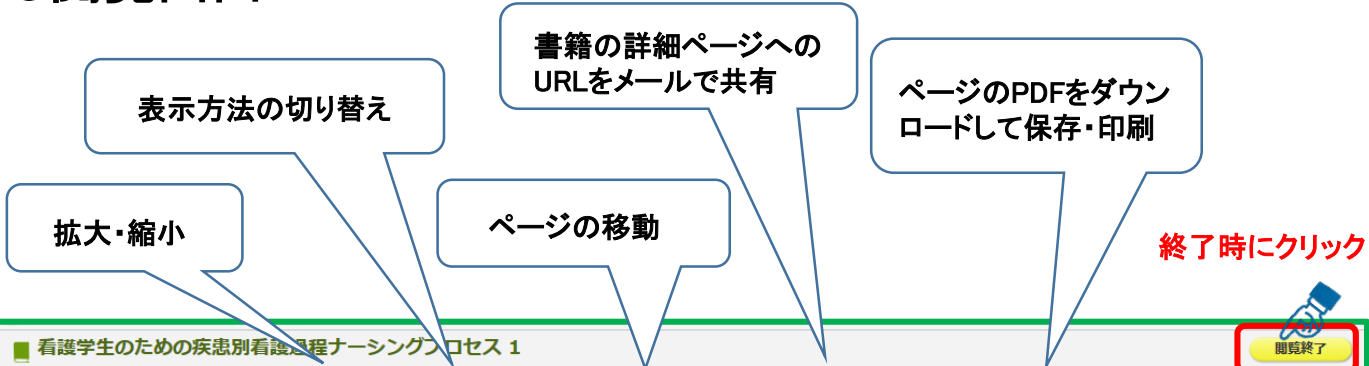 書籍の詳細ページへの
URLをメールで共有
表示方法の切り替え
ページのPDFをダウン
ロードして保存・印刷
拡大・縮小
ページの移動
終了時にクリック
看護学生のための疾患別看護過程ナーシングプロセス 1
閲覧終了